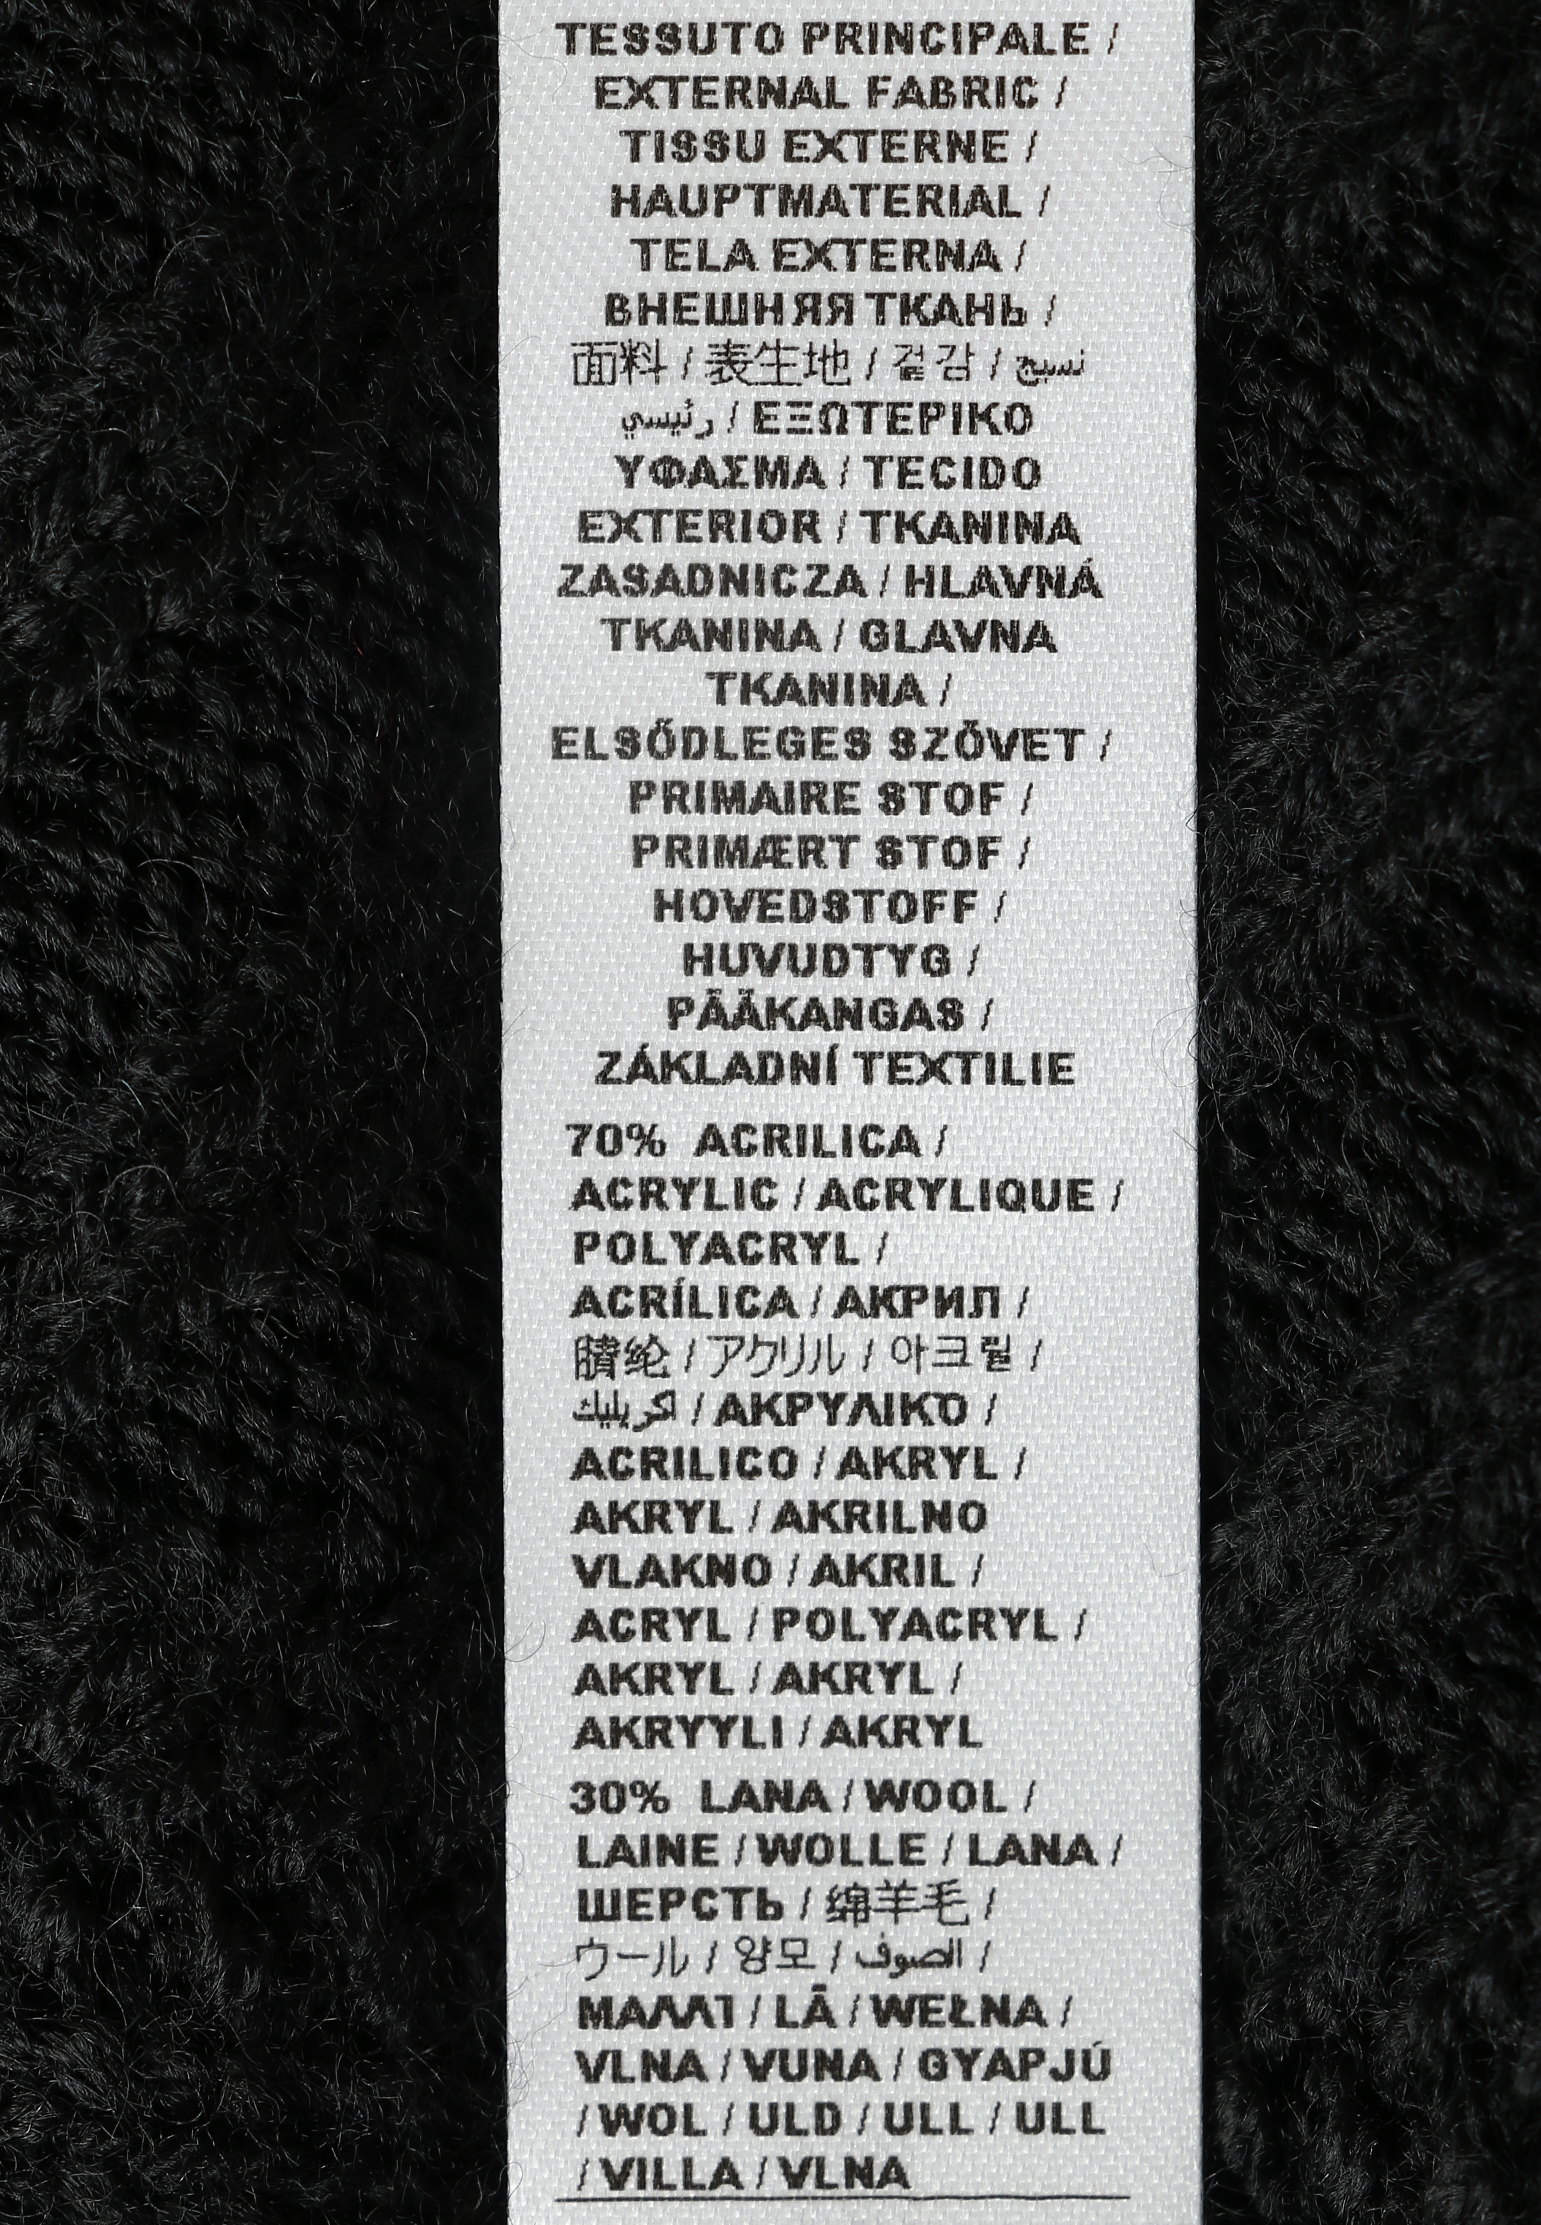 TESSUTO PRINCIPALE /
EXTERNAL FABRIC /
TISSU EXTERNE /
HAUPTMATERIAL /
TELA EXTERNA /
ВНЕШНЯЯ ТКАНЬ /
面料 / 表生地 / 겉감 / نسيج
رئيسي / ΕΞΩΤΕΡΙΚΟ
ΥΦΑΣΜΑ / TECIDO
EXTERIOR / TKANINA
ZASADNICZA / HLAVNÁ
TKANINA / GLAVNA
TKANINA /
ELSŐDLEGES SZÖVET /
PRIMAIRE STOF /
PRIMÆRT STOF /
HOVEDSTOFF /
HUVUDTYG /
PÄÄKANGAS /
ZÁKLADNÍ TEXTILIE
70% ACRILICA /
ACRYLIC / ACRYLIQUE /
POLYACRYL /
ACRÍLICA / АКРИЛ /
腈纶 / アクリル / 아크릴 /
اكريليك / ΑΚΡΥΛΙΚΌ /
ACRILICO / AKRYL /
AKRYL / AKRILNO
VLAKNO / AKRIL /
ACRYL / POLYACRYL /
AKRYL / AKRYL /
AKRYYLI / AKRYL
30% LANA / WOOL /
LAINE / WOLLE / LANA /
ШЕРСТЬ / 绵羊毛 /
ウール / 양모 / الصوف /
ΜΑΛΛΊ / LÃ / WEŁNA /
VLNA / VUNA / GYAPJÚ
/ WOL / ULD / ULL / ULL
/ VILLA / VLNA